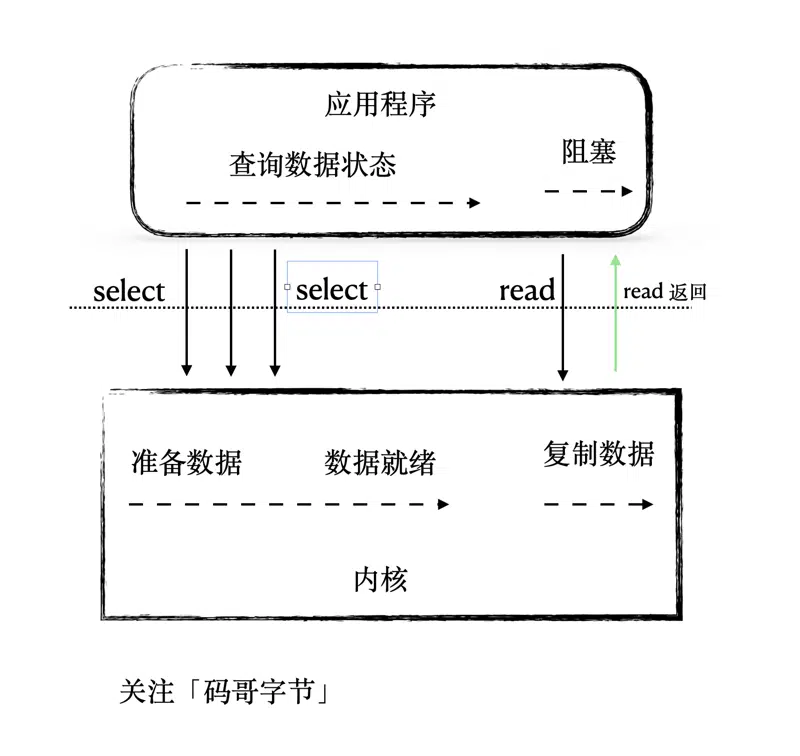 应用程序
查询数据状态
阻塞
select
select
read
read 返回
准备数据
数据就绪
复制数据
内核
关注「码哥字节」